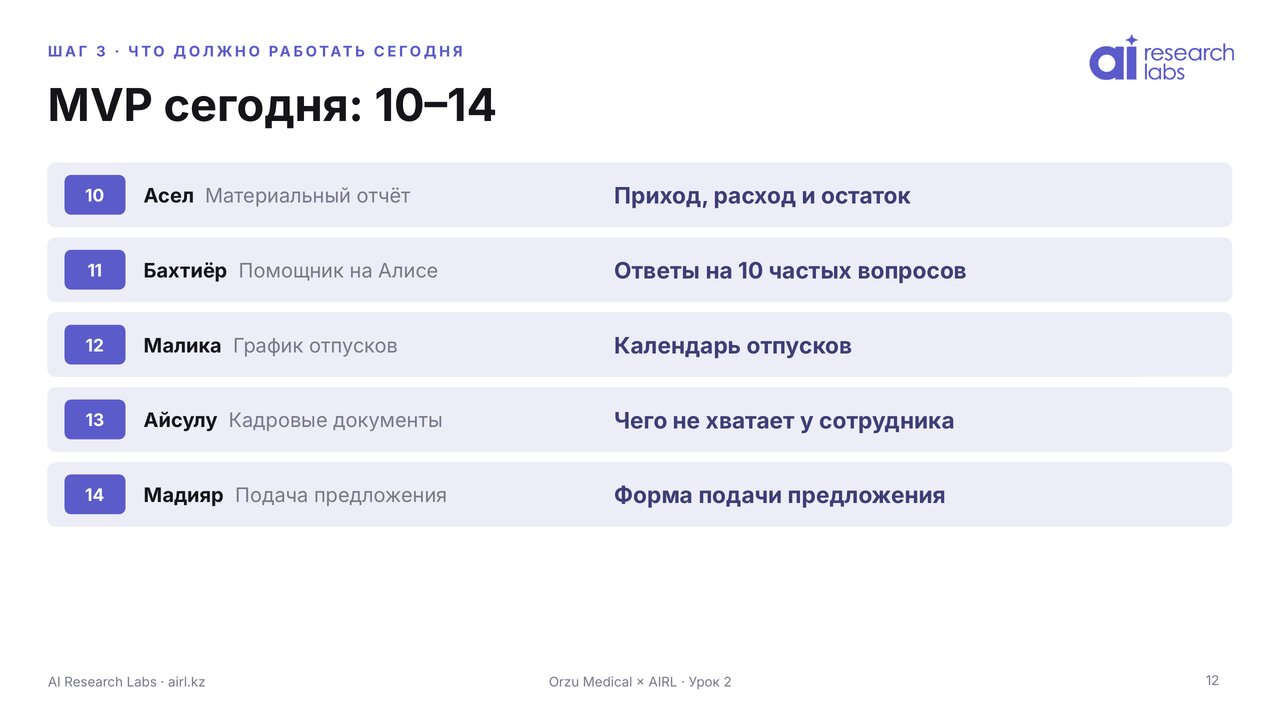 ШАГ 3 · ЧТО ДОЛЖНО РАБОТАТЬ СЕГОДНЯ
ai research
labs
MVP сегодня: 10–14
10 Асел Материальный отчёт Приход, расход и остаток
11 Бахтиёр Помощник на Алисе Ответы на 10 частых вопросов
12 Малика График отпусков Календарь отпусков
13 Айсулу Кадровые документы Чего не хватает у сотрудника
14 Мадияр Подача предложения Форма подачи предложения
AI Research Labs · airl.kz Orzu Medical × AIRL · Урок 2 12